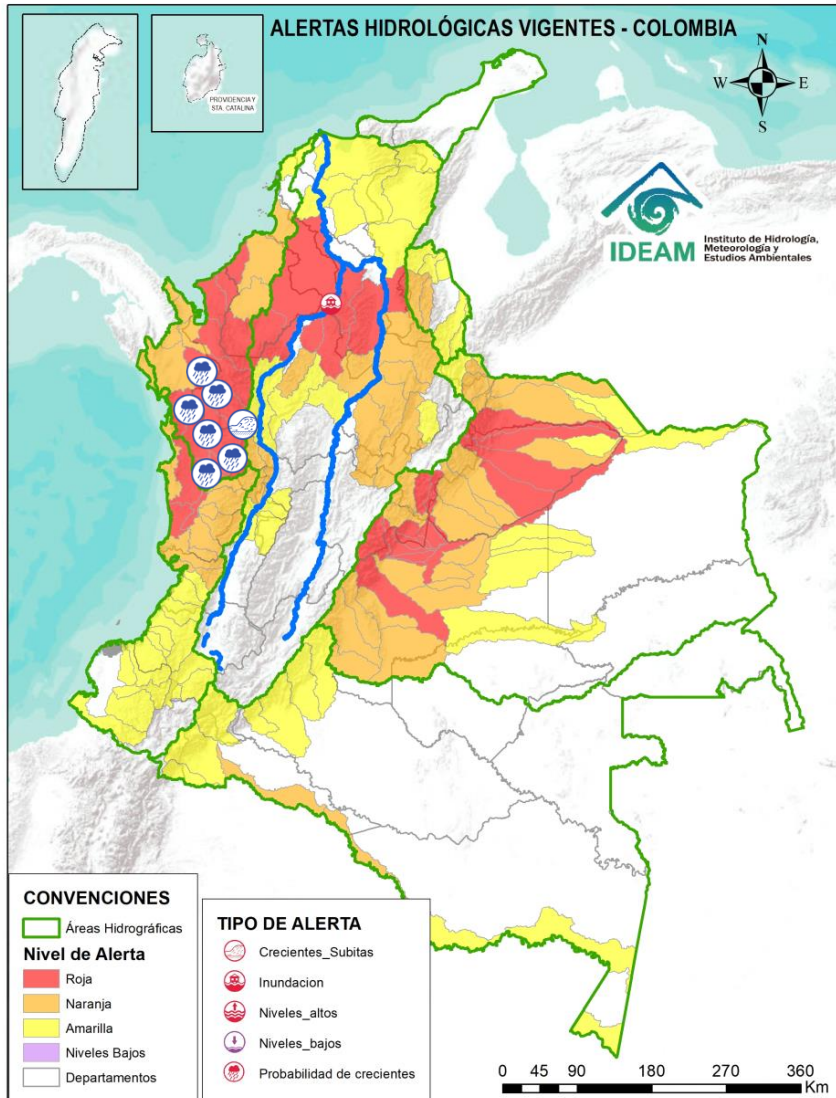 ALERTAS HIDROLÓGICAS VIGENTES - COLOMBIA
PROVIDENCIA Y
STA. CATALINA
N
W
E
S
IDEAM
Instituto de Hidrología,
Meteorología y
Estudios Ambientales
CONVENCIONES
Áreas Hidrográficas
Nivel de Alerta
Roja
Naranja
Amarilla
Niveles Bajos
Departamentos
TIPO DE ALERTA
Crecientes_Subitas
Inundacion
Niveles_altos
Niveles_bajos
Probabilidad de crecientes
0 45 90 180 270 360
Km